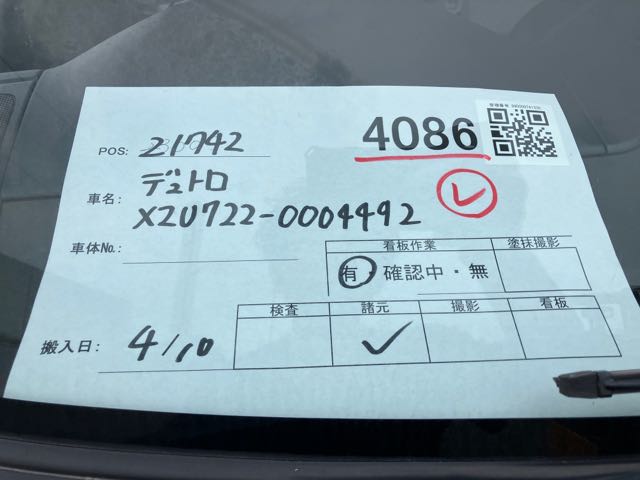 4086
POS: 21742
車名: デュトロ
XZU722-0004492
車体No.:
看板作業 塗抹撮影
有・確認中・無
検査 諸元 撮影 看板
搬入日: 4/10